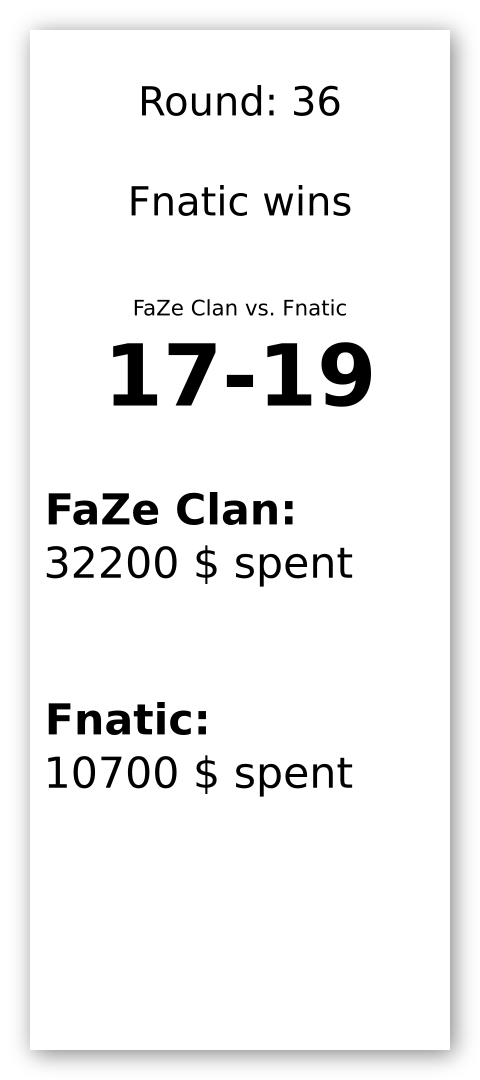 Round: 36
Fnatic wins
FaZe Clan vs. Fnatic
17-19
FaZe Clan:
32200 $ spent
Fnatic:
10700 $ spent